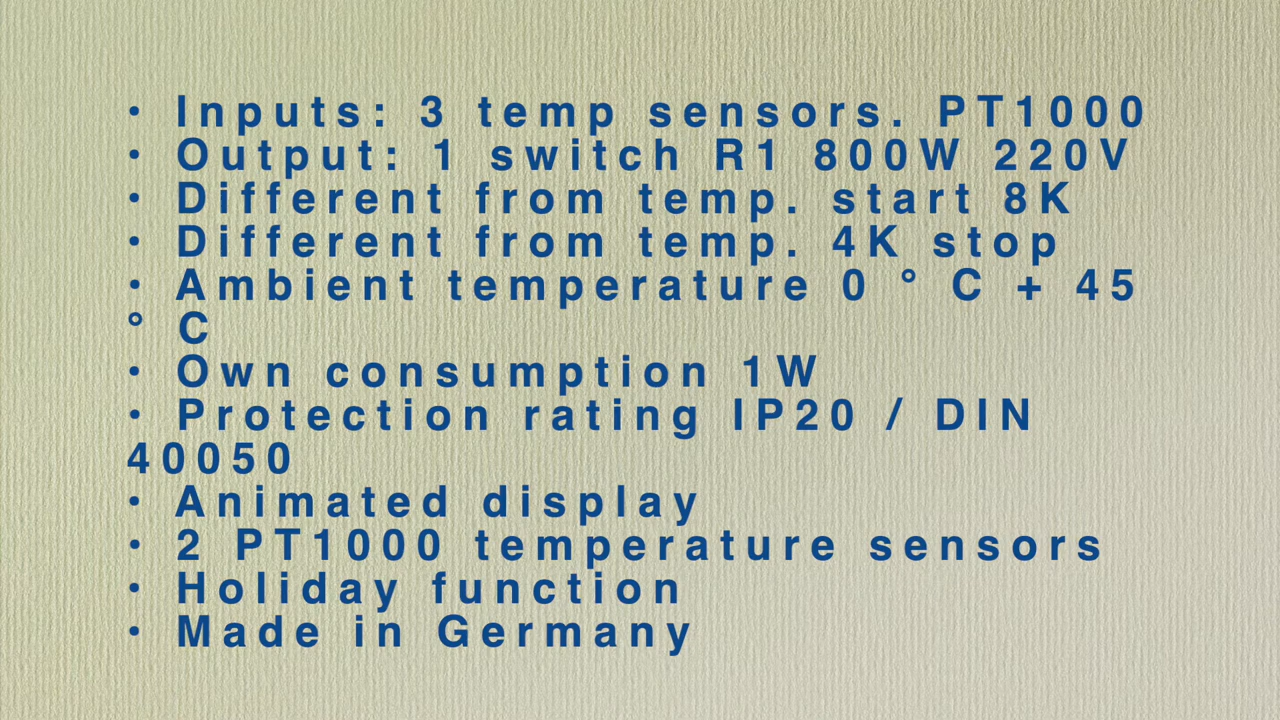 • Inputs: 3 temp sensors. PT1000
• Output: 1 switch R1 800W 220V
• Different from temp. start 8K
• Different from temp. 4K stop
• Ambient temperature 0 ° C + 45
° C
• Own consumption 1W
• Protection rating IP20 / DIN
40050
• Animated display
• 2 PT1000 temperature sensors
• Holiday function
• Made in Germany